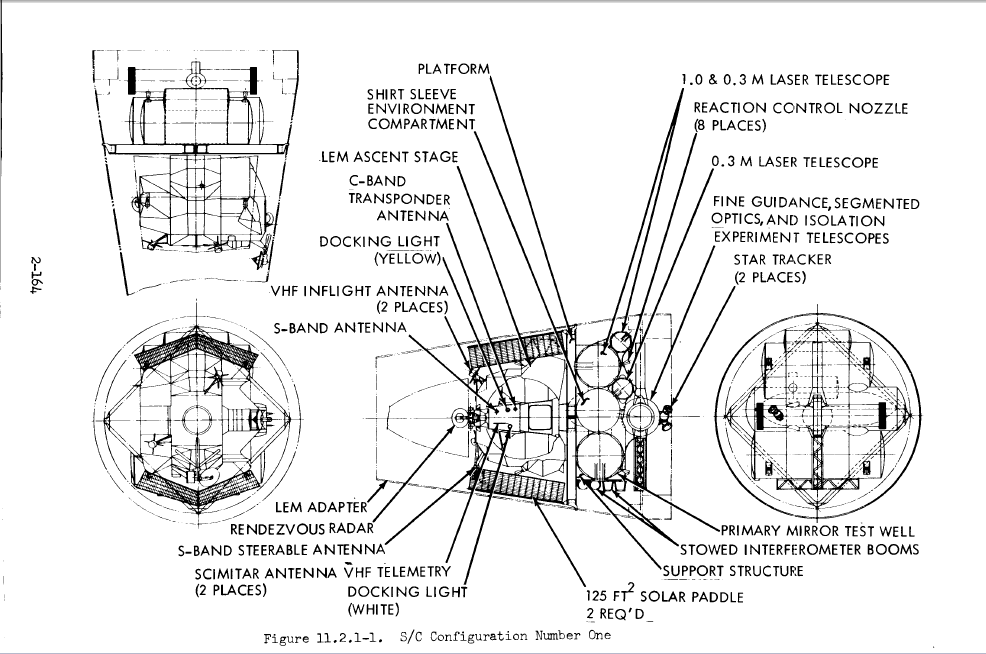 PLATFORM
SHIRT SLEEVE
ENVIRONMENT
COMPARTMENT
LEM ASCENT STAGE
C-BAND
TRANSPONDER
ANTENNA
DOCKING LIGHT
(YELLOW)
VHF INFLIGHT ANTENNA
(2 PLACES)
S-BAND ANTENNA
1.0 & 0.3 M LASER TELESCOPE
REACTION CONTROL NOZZLE
(8 PLACES)
0.3 M LASER TELESCOPE
FINE GUIDANCE, SEGMENTED
OPTICS, AND ISOLATION
EXPERIMENT TELESCOPES
STAR TRACKER
(2 PLACES)
2-164
LEM ADAPTER
RENDEZVOUS RADAR
S-BAND STEERABLE ANTENNA
SCIMITAR ANTENNA VHF TELEMETRY
(2 PLACES)
DOCKING LIGHT
(WHITE)
PRIMARY MIRROR TEST WELL
STOWED INTERFEROMETER BOOMS
SUPPORT STRUCTURE
125 FT2 SOLAR PADDLE
2 REQ'D
Figure 11.2.1-1. S/C Configuration Number One